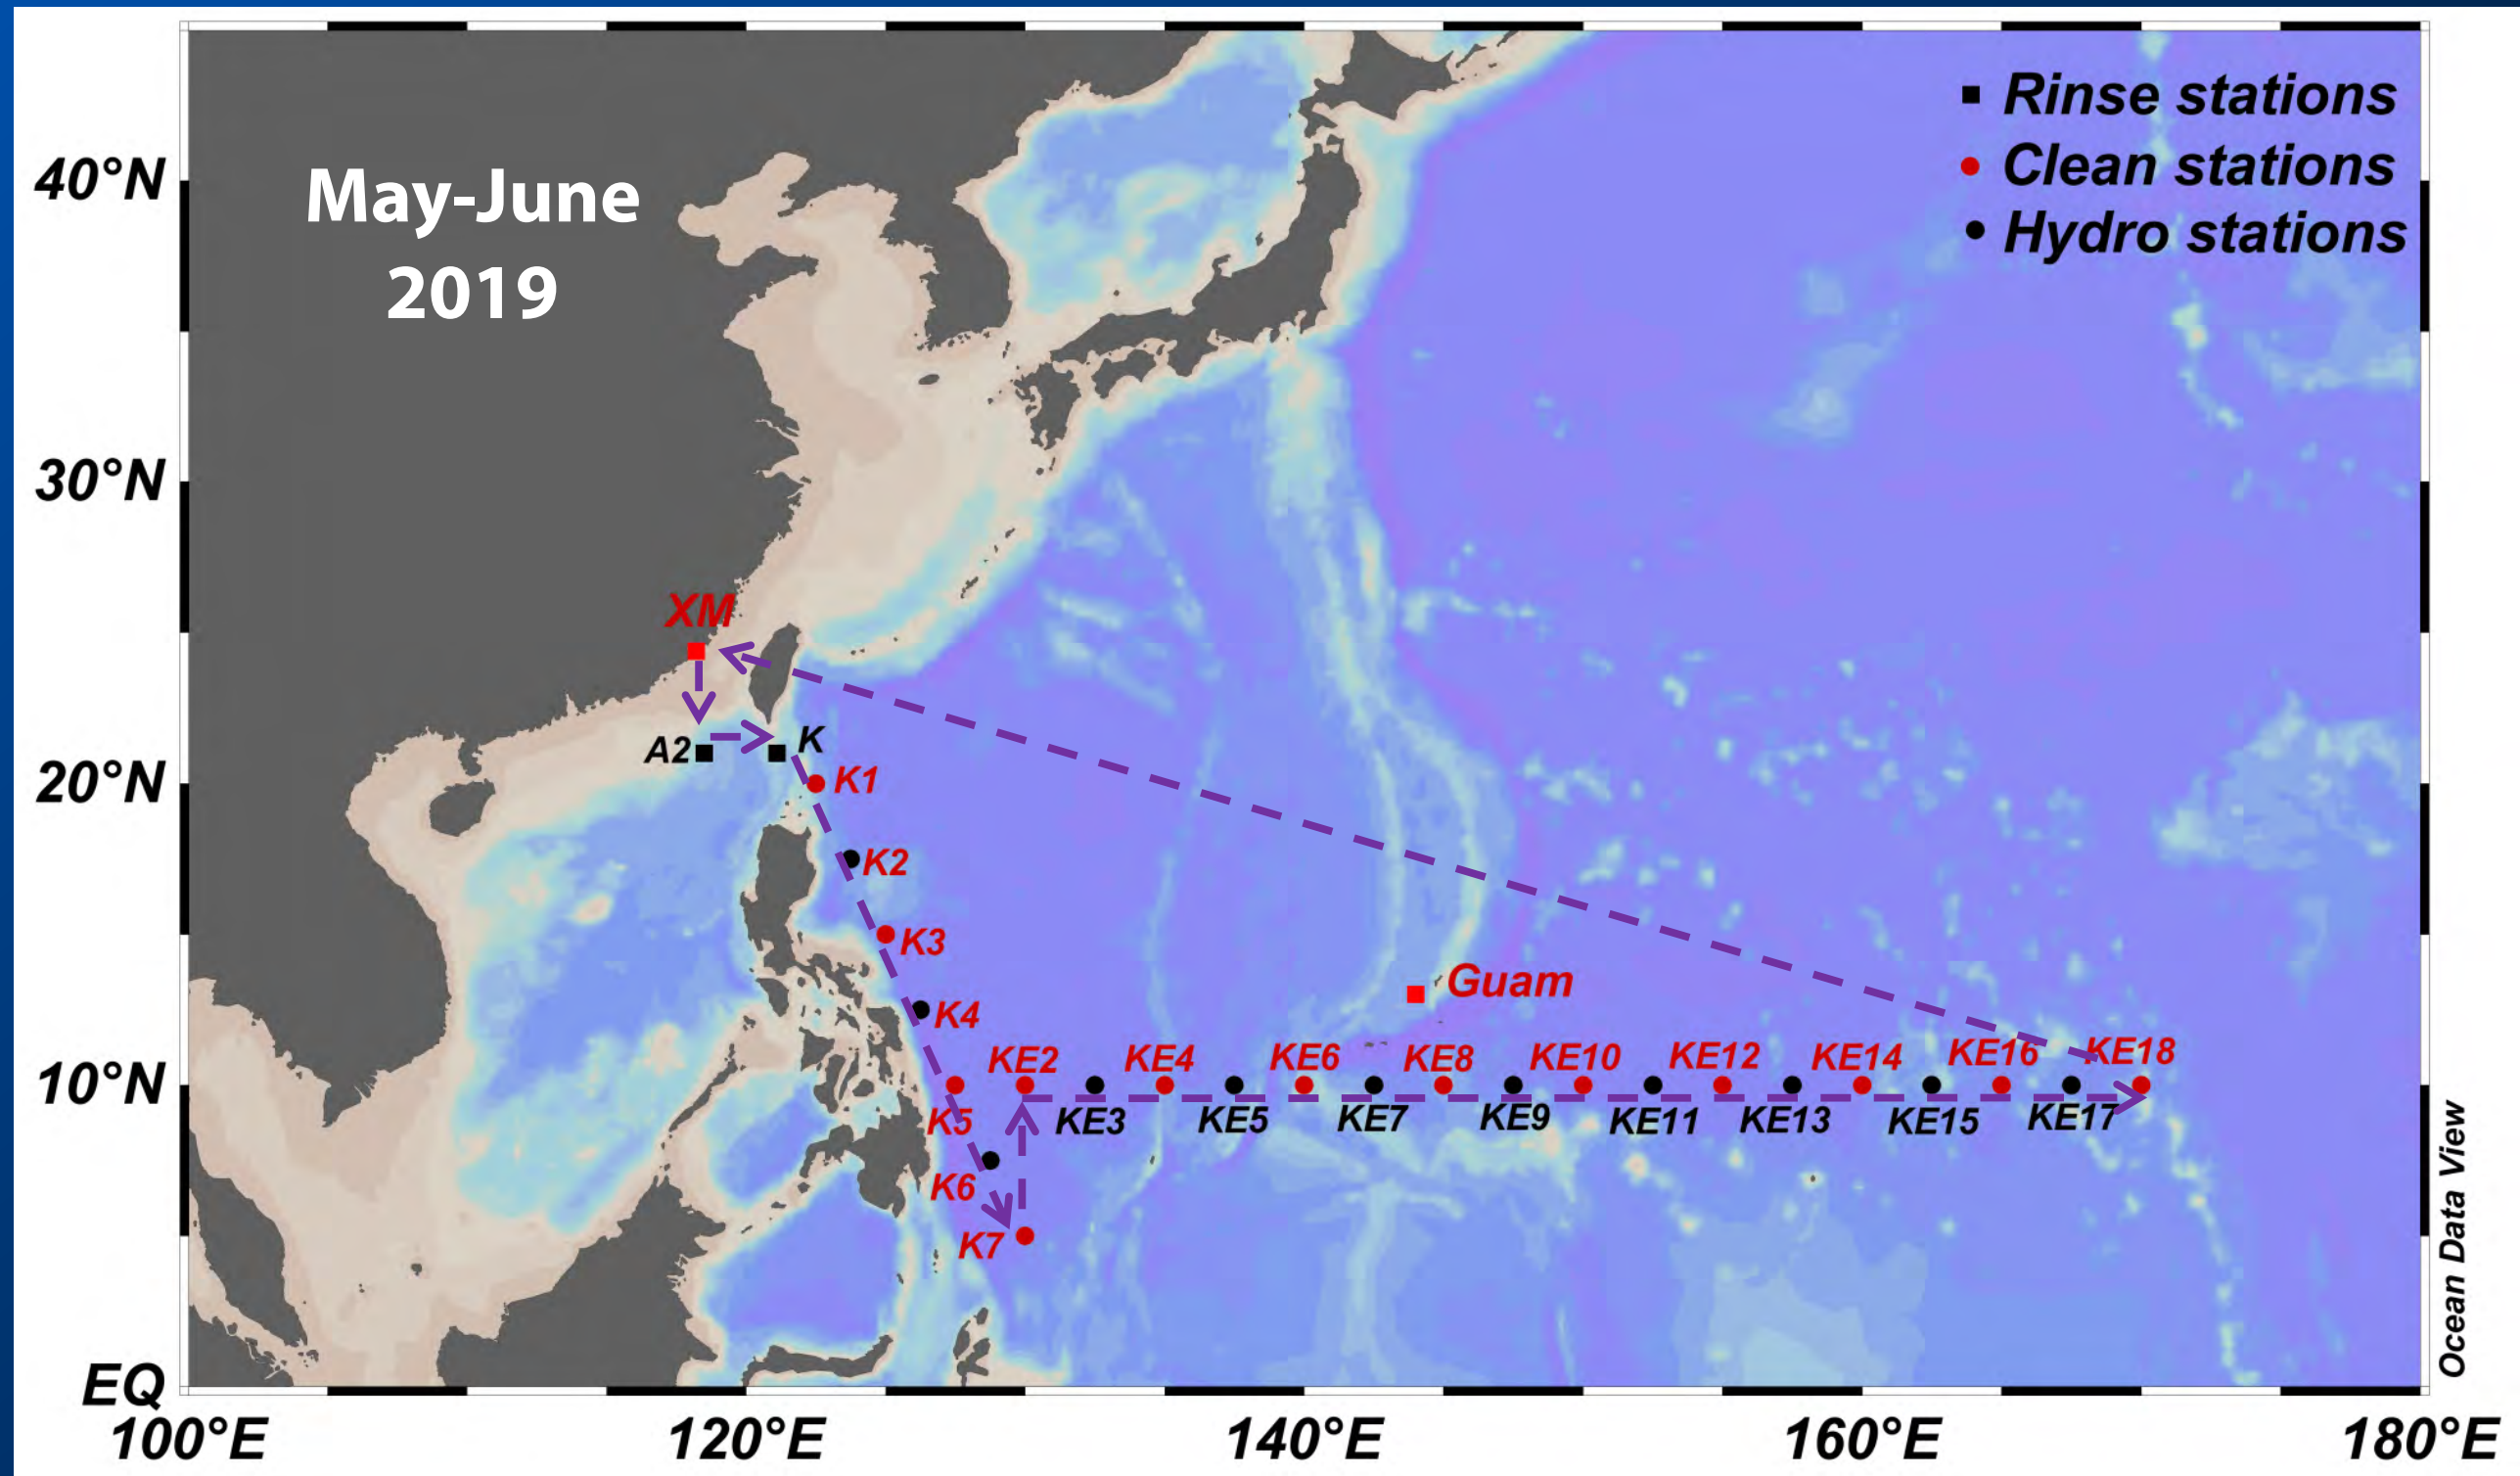 May-June
2019
Rinse stations
Clean stations
Hydro stations
40°N
30°N
20°N
10°N
EQ
XM
A2
K
K1
K2
K3
K4
K5
K6
K7
Guam
KE2
KE4
KE6
KE8
KE10
KE12
KE14
KE16
KE18
KE3
KE5
KE7
KE9
KE11
KE13
KE15
KE17
Ocean Data View
100°E
120°E
140°E
160°E
180°E